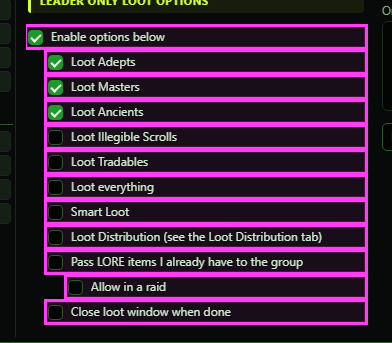 LEADER ONLY LOOT OPTIONS
Enable options below
Loot Adepts
Loot Masters
Loot Ancients
Loot Illegible Scrolls
Loot Tradables
Loot everything
Smart Loot
Loot Distribution (see the Loot Distribution tab)
Pass LORE items I already have to the group
Allow in a raid
Close loot window when done